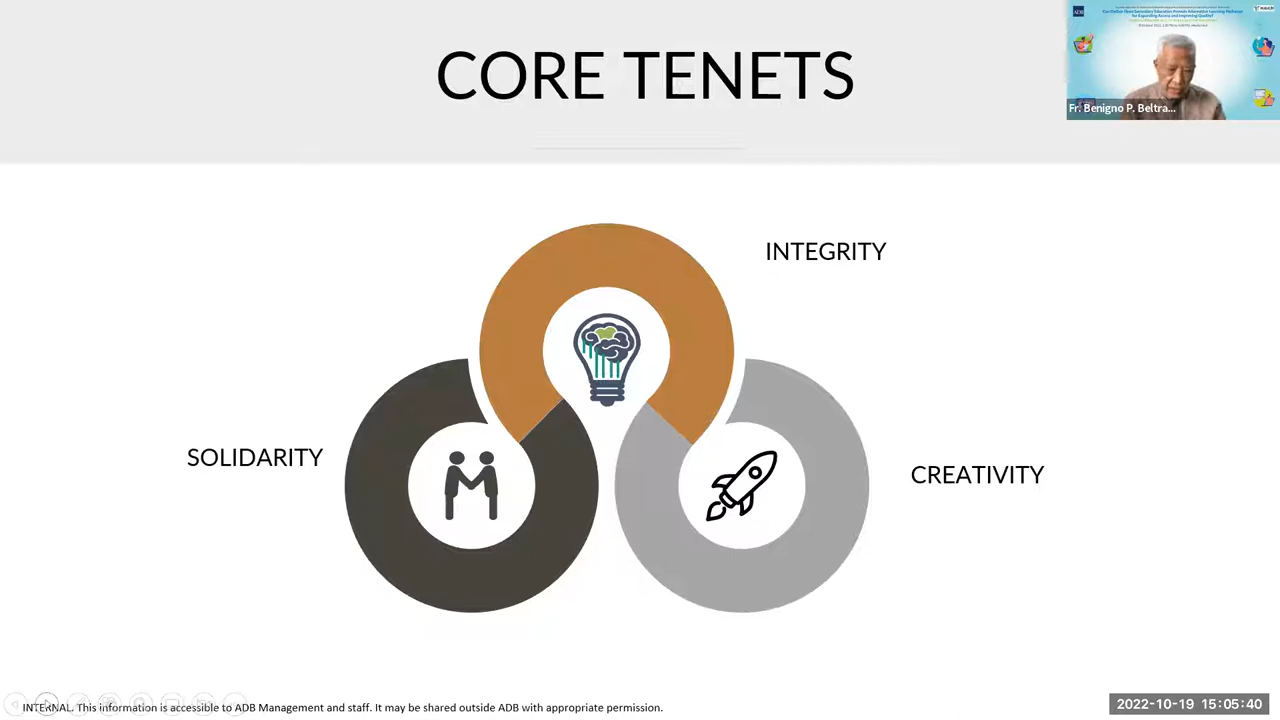 CORE TENETS
ADB
Fr. Benigno P. Beltra...
INTEGRITY
SOLIDARITY
CREATIVITY
INTERNAL. This information is accessible to ADB Management and staff. It may be shared outside ADB with appropriate permission.
2022-10-19 15:05:40